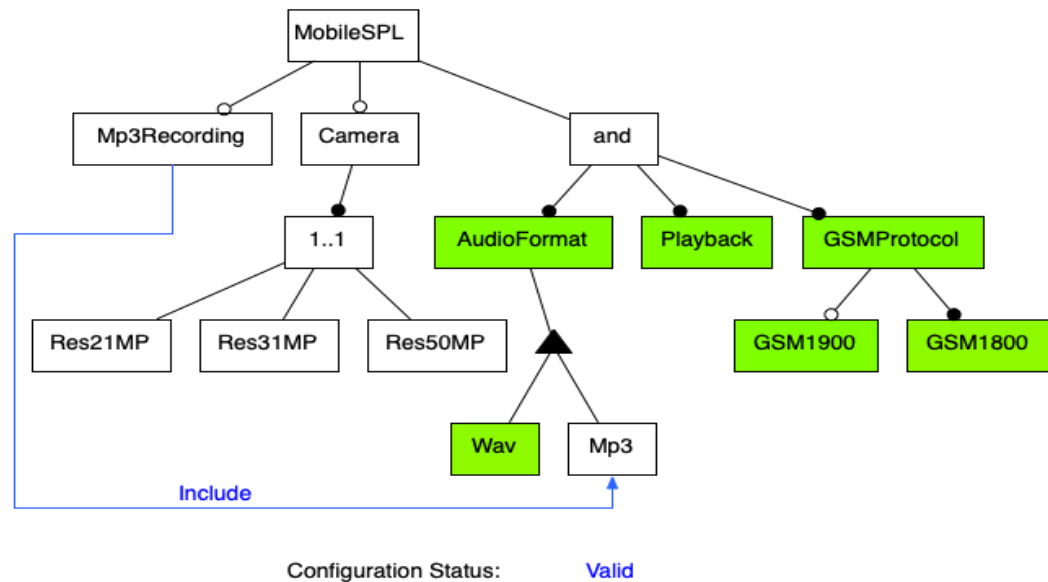 MobileSPL
Mp3Recording
Camera
and
1..1
AudioFormat
Playback
GSMProtocol
Res21MP
Res31MP
Res50MP
GSM1900
GSM1800
Wav
Mp3
Include
Configuration Status: Valid